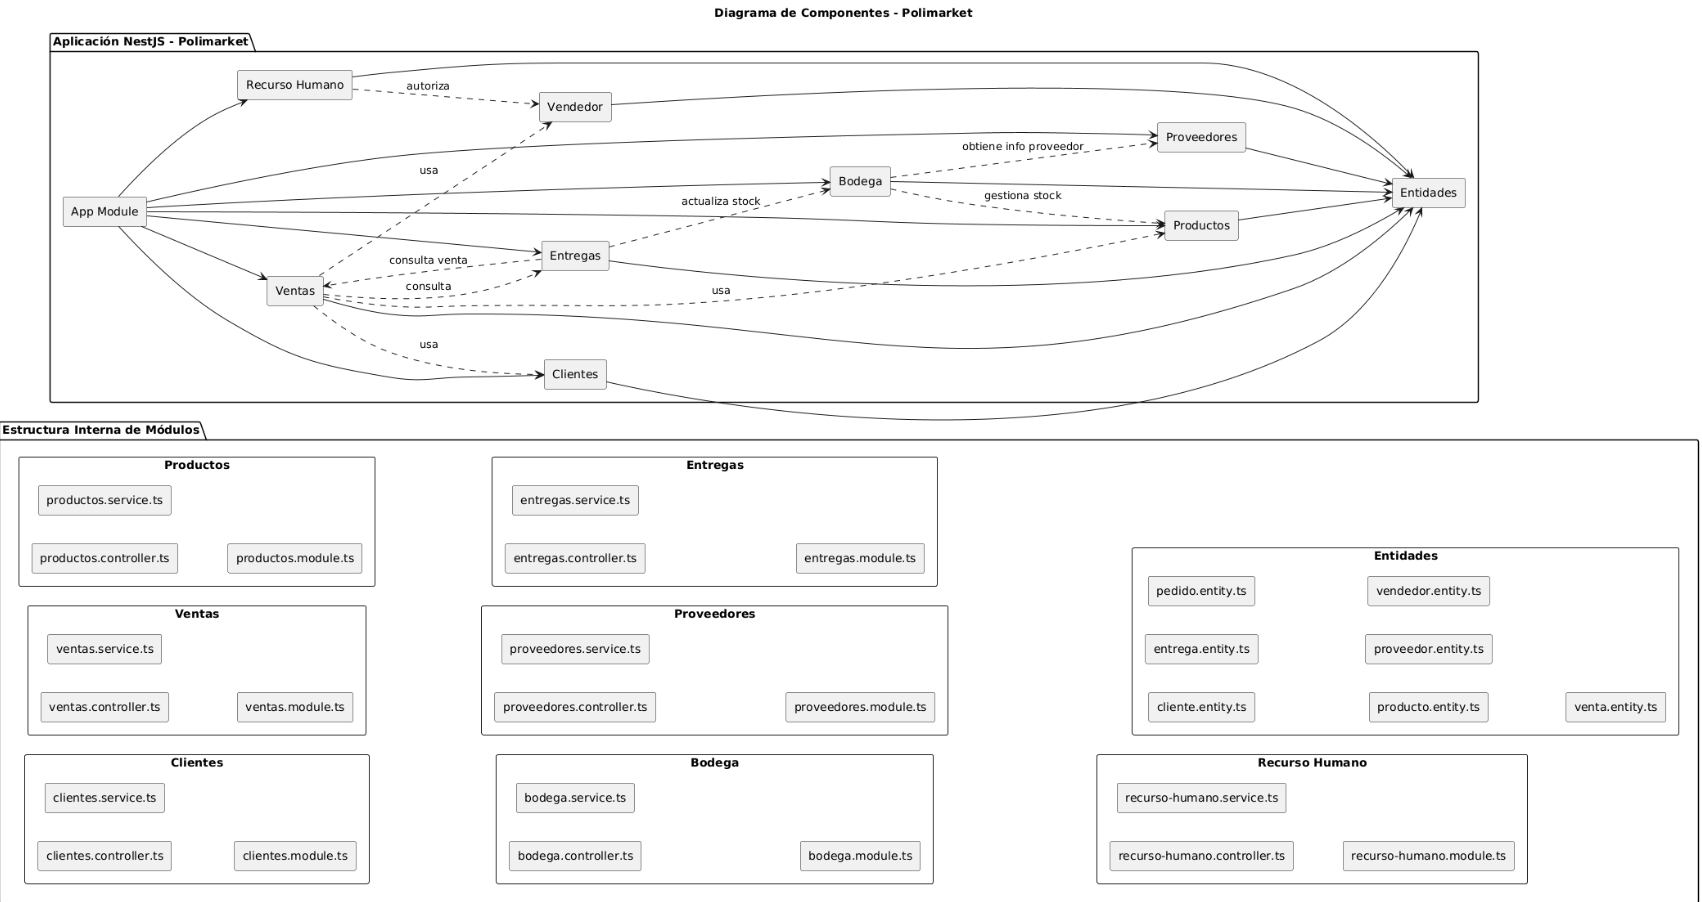 Diagrama de Componentes - Polimarket
Aplicación NestJS - Polimarket
Recurso Humano
autoriza
Vendedor
Proveedores
obtiene info proveedor
usa
Bodega
Entidades
gestiona stock
actualiza stock
App Module
Productos
Entregas
consulta venta
consulta
Ventas
usa
usa
Clientes
Estructura Interna de Módulos
Productos
productos.service.ts
productos.controller.ts
productos.module.ts
Entregas
entregas.service.ts
entregas.controller.ts
entregas.module.ts
Entidades
pedido.entity.ts
vendedor.entity.ts
entrega.entity.ts
proveedor.entity.ts
cliente.entity.ts
producto.entity.ts
venta.entity.ts
Ventas
ventas.service.ts
ventas.controller.ts
ventas.module.ts
Proveedores
proveedores.service.ts
proveedores.controller.ts
proveedores.module.ts
Clientes
clientes.service.ts
clientes.controller.ts
clientes.module.ts
Bodega
bodega.service.ts
bodega.controller.ts
bodega.module.ts
Recurso Humano
recurso-humano.service.ts
recurso-humano.controller.ts
recurso-humano.module.ts